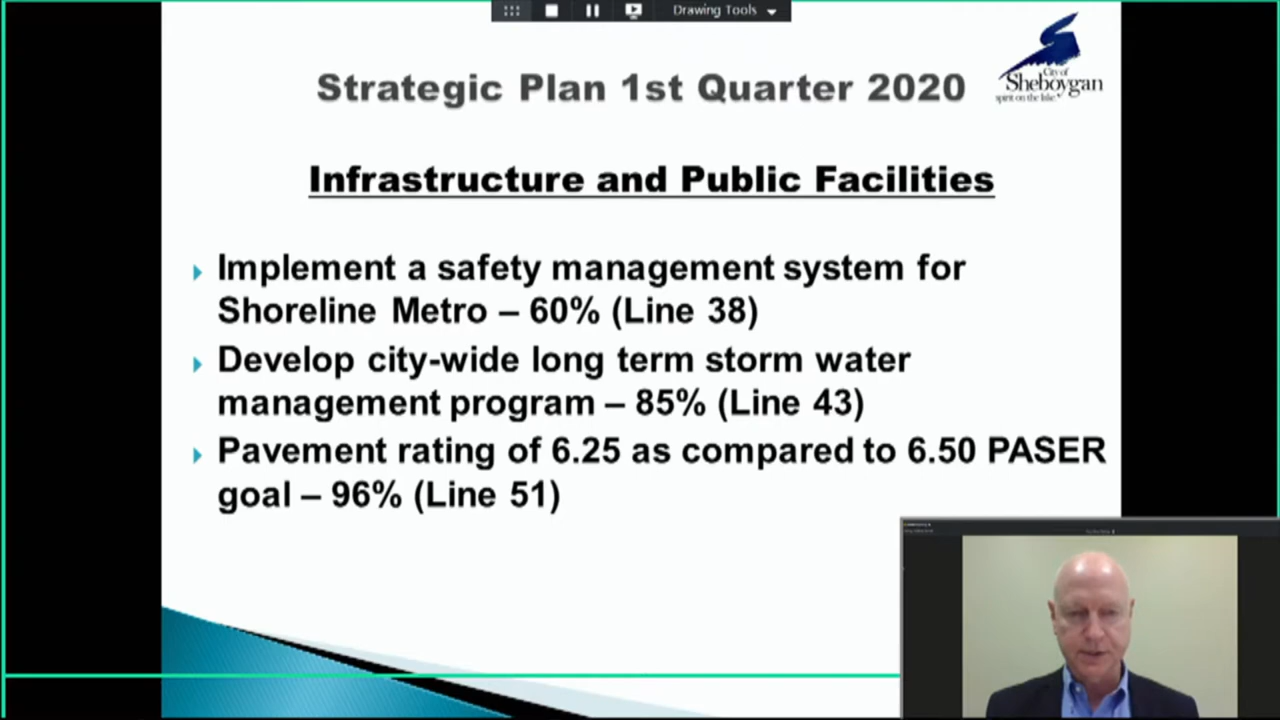 Drawing Tools
Strategic Plan 1st Quarter 2020
City of
Sheboygan
spirit on the lake
Infrastructure and Public Facilities
Implement a safety management system for
Shoreline Metro – 60% (Line 38)
Develop city-wide long term storm water
management program – 85% (Line 43)
Pavement rating of 6.25 as compared to 6.50 PASER
goal – 96% (Line 51)